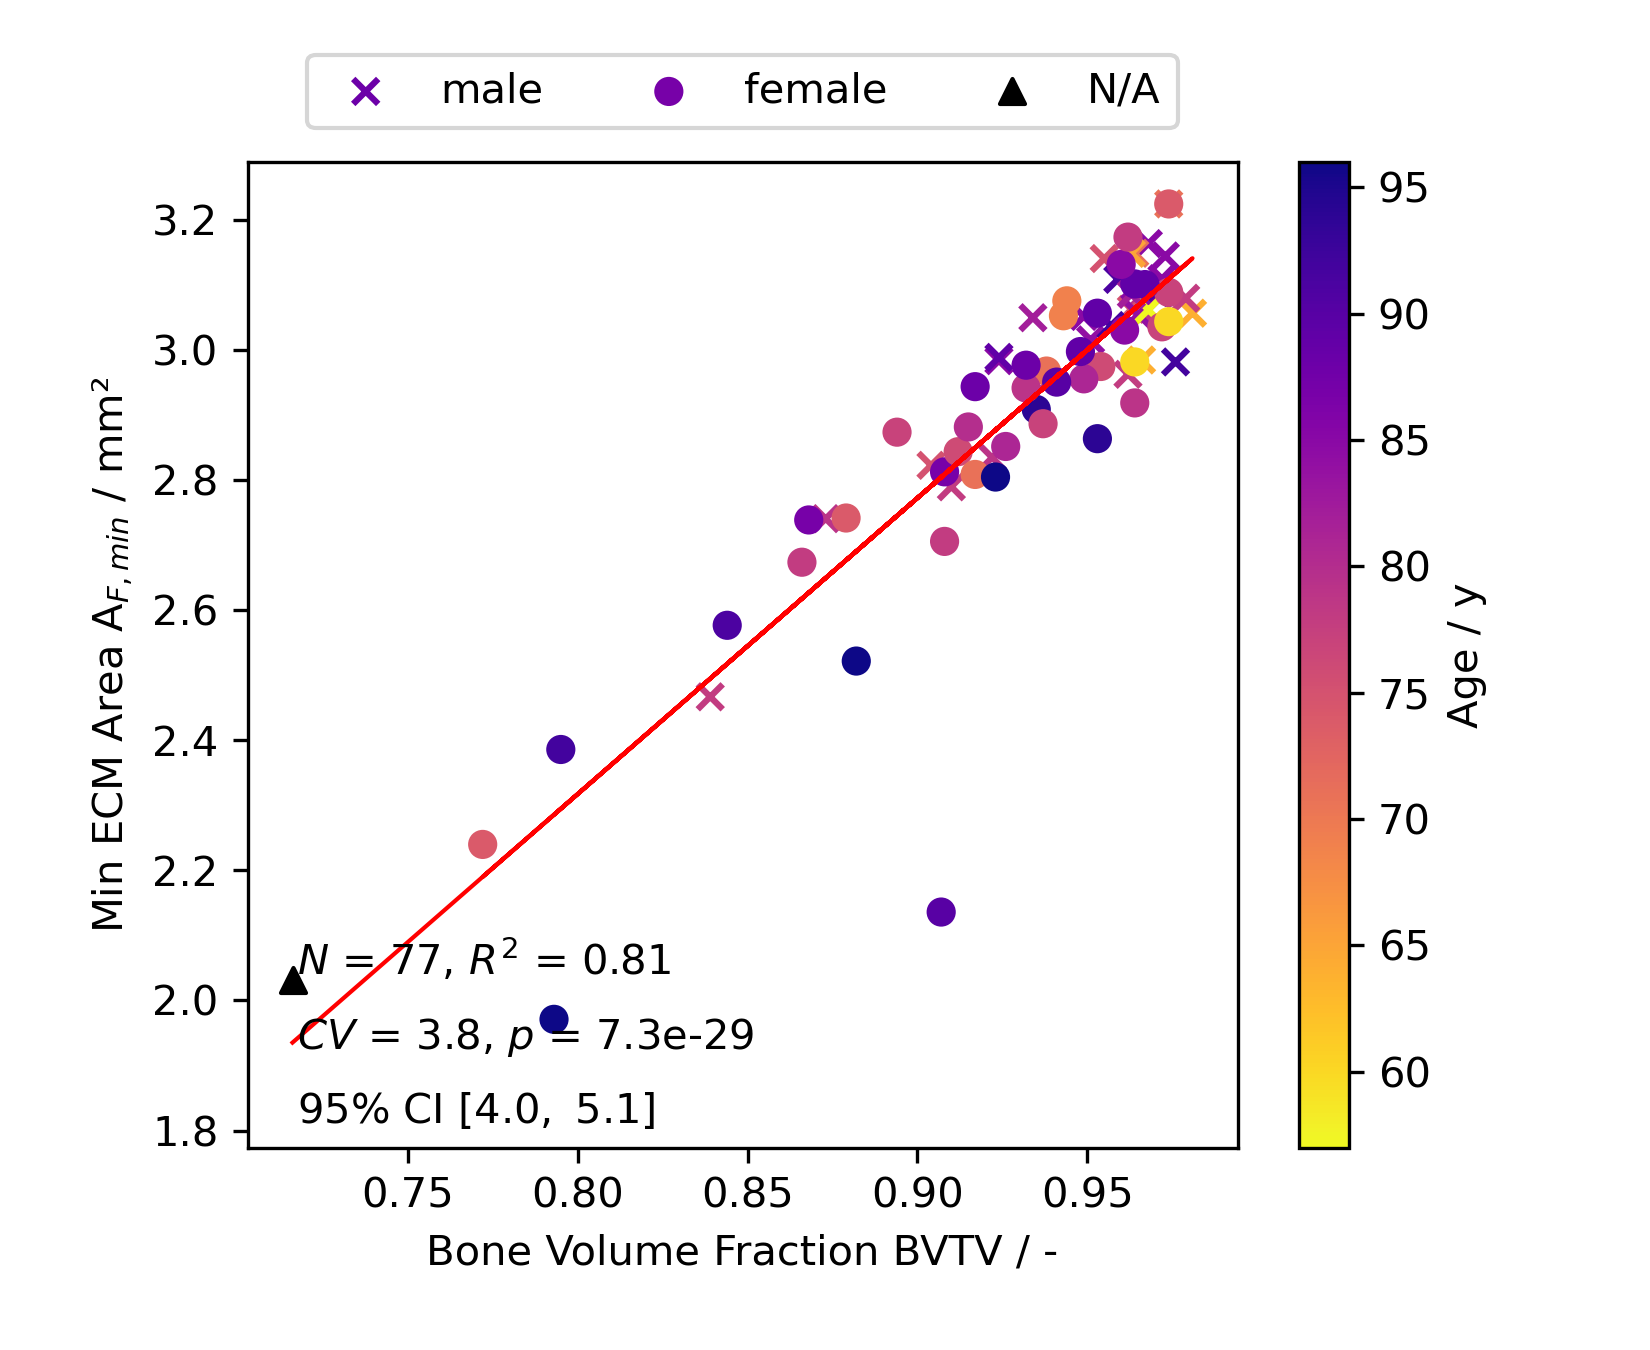 male female N/A
3.2
3.0
2.8
2.6
2.4
2.2
2.0
1.8
Min ECM Area A_{F, min} / mm²
N = 77, R² = 0.81
CV = 3.8, p = 7.3e-29
95% CI [4.0, 5.1]
0.75 0.80 0.85 0.90 0.95
Bone Volume Fraction BVTV / -
95
90
85
80
75
70
65
60
Age / y